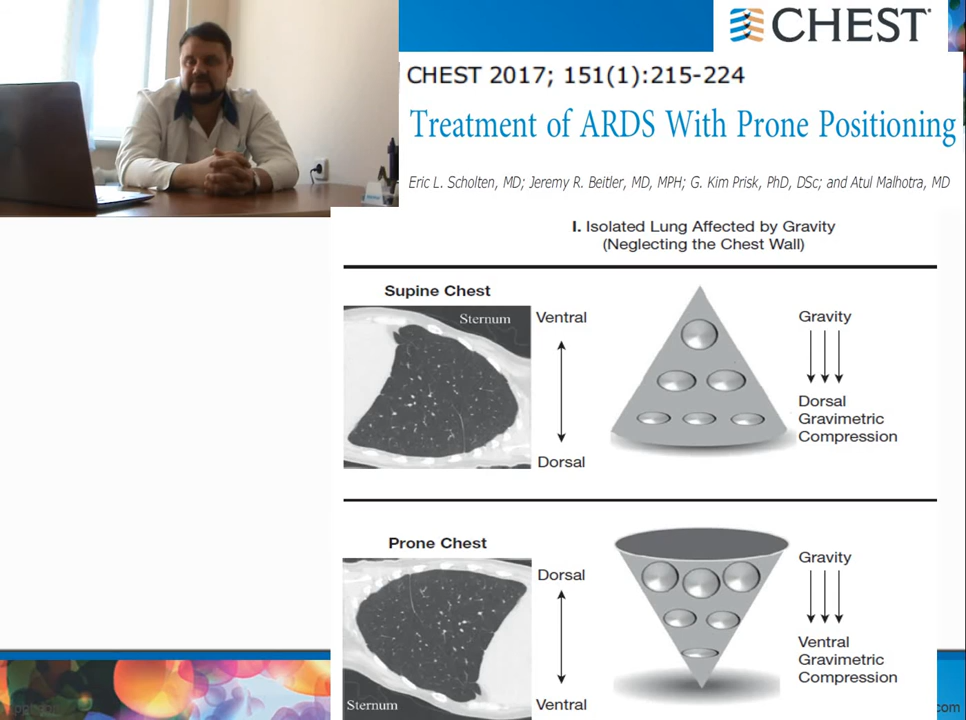 CHEST
CHEST 2017; 151(1):215-224
Treatment of ARDS With Prone Positioning
Eric L. Scholten, MD; Jeremy R. Beitler, MD, MPH; G. Kim Prisk, PhD, DSc; and Atul Malhotra, MD
I. Isolated Lung Affected by Gravity
(Neglecting the Chest Wall)
Supine Chest
Sternum
Ventral
Dorsal
Gravity
Dorsal
Gravimetric
Compression
Prone Chest
Sternum
Dorsal
Ventral
Gravity
Ventral
Gravimetric
Compression
com